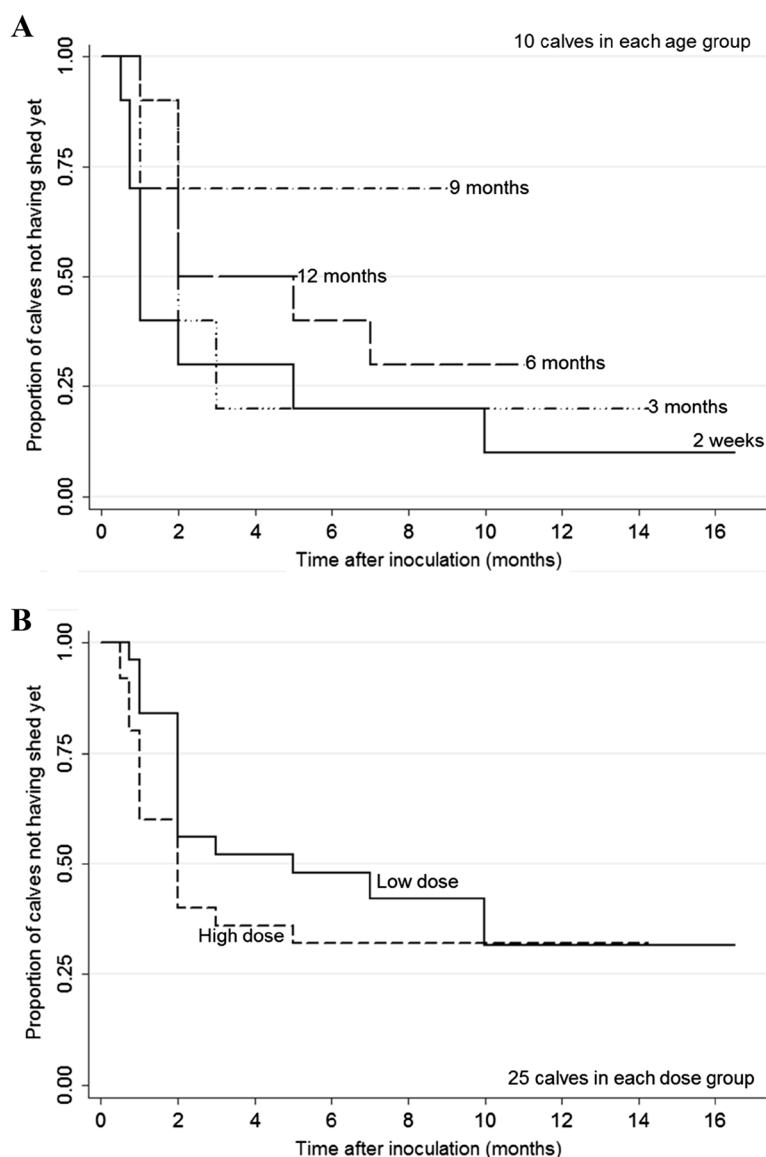 A
10 calves in each age group
Proportion of calves not having shed yet
1.00
0.75
0.50
0.25
0.00
9 months
12 months
6 months
3 months
2 weeks
0 2 4 6 8 10 12 14 16
Time after inoculation (months)
B
Proportion of calves not having shed yet
1.00
0.75
0.50
0.25
0.00
Low dose
High dose
25 calves in each dose group
0 2 4 6 8 10 12 14 16
Time after inoculation (months)